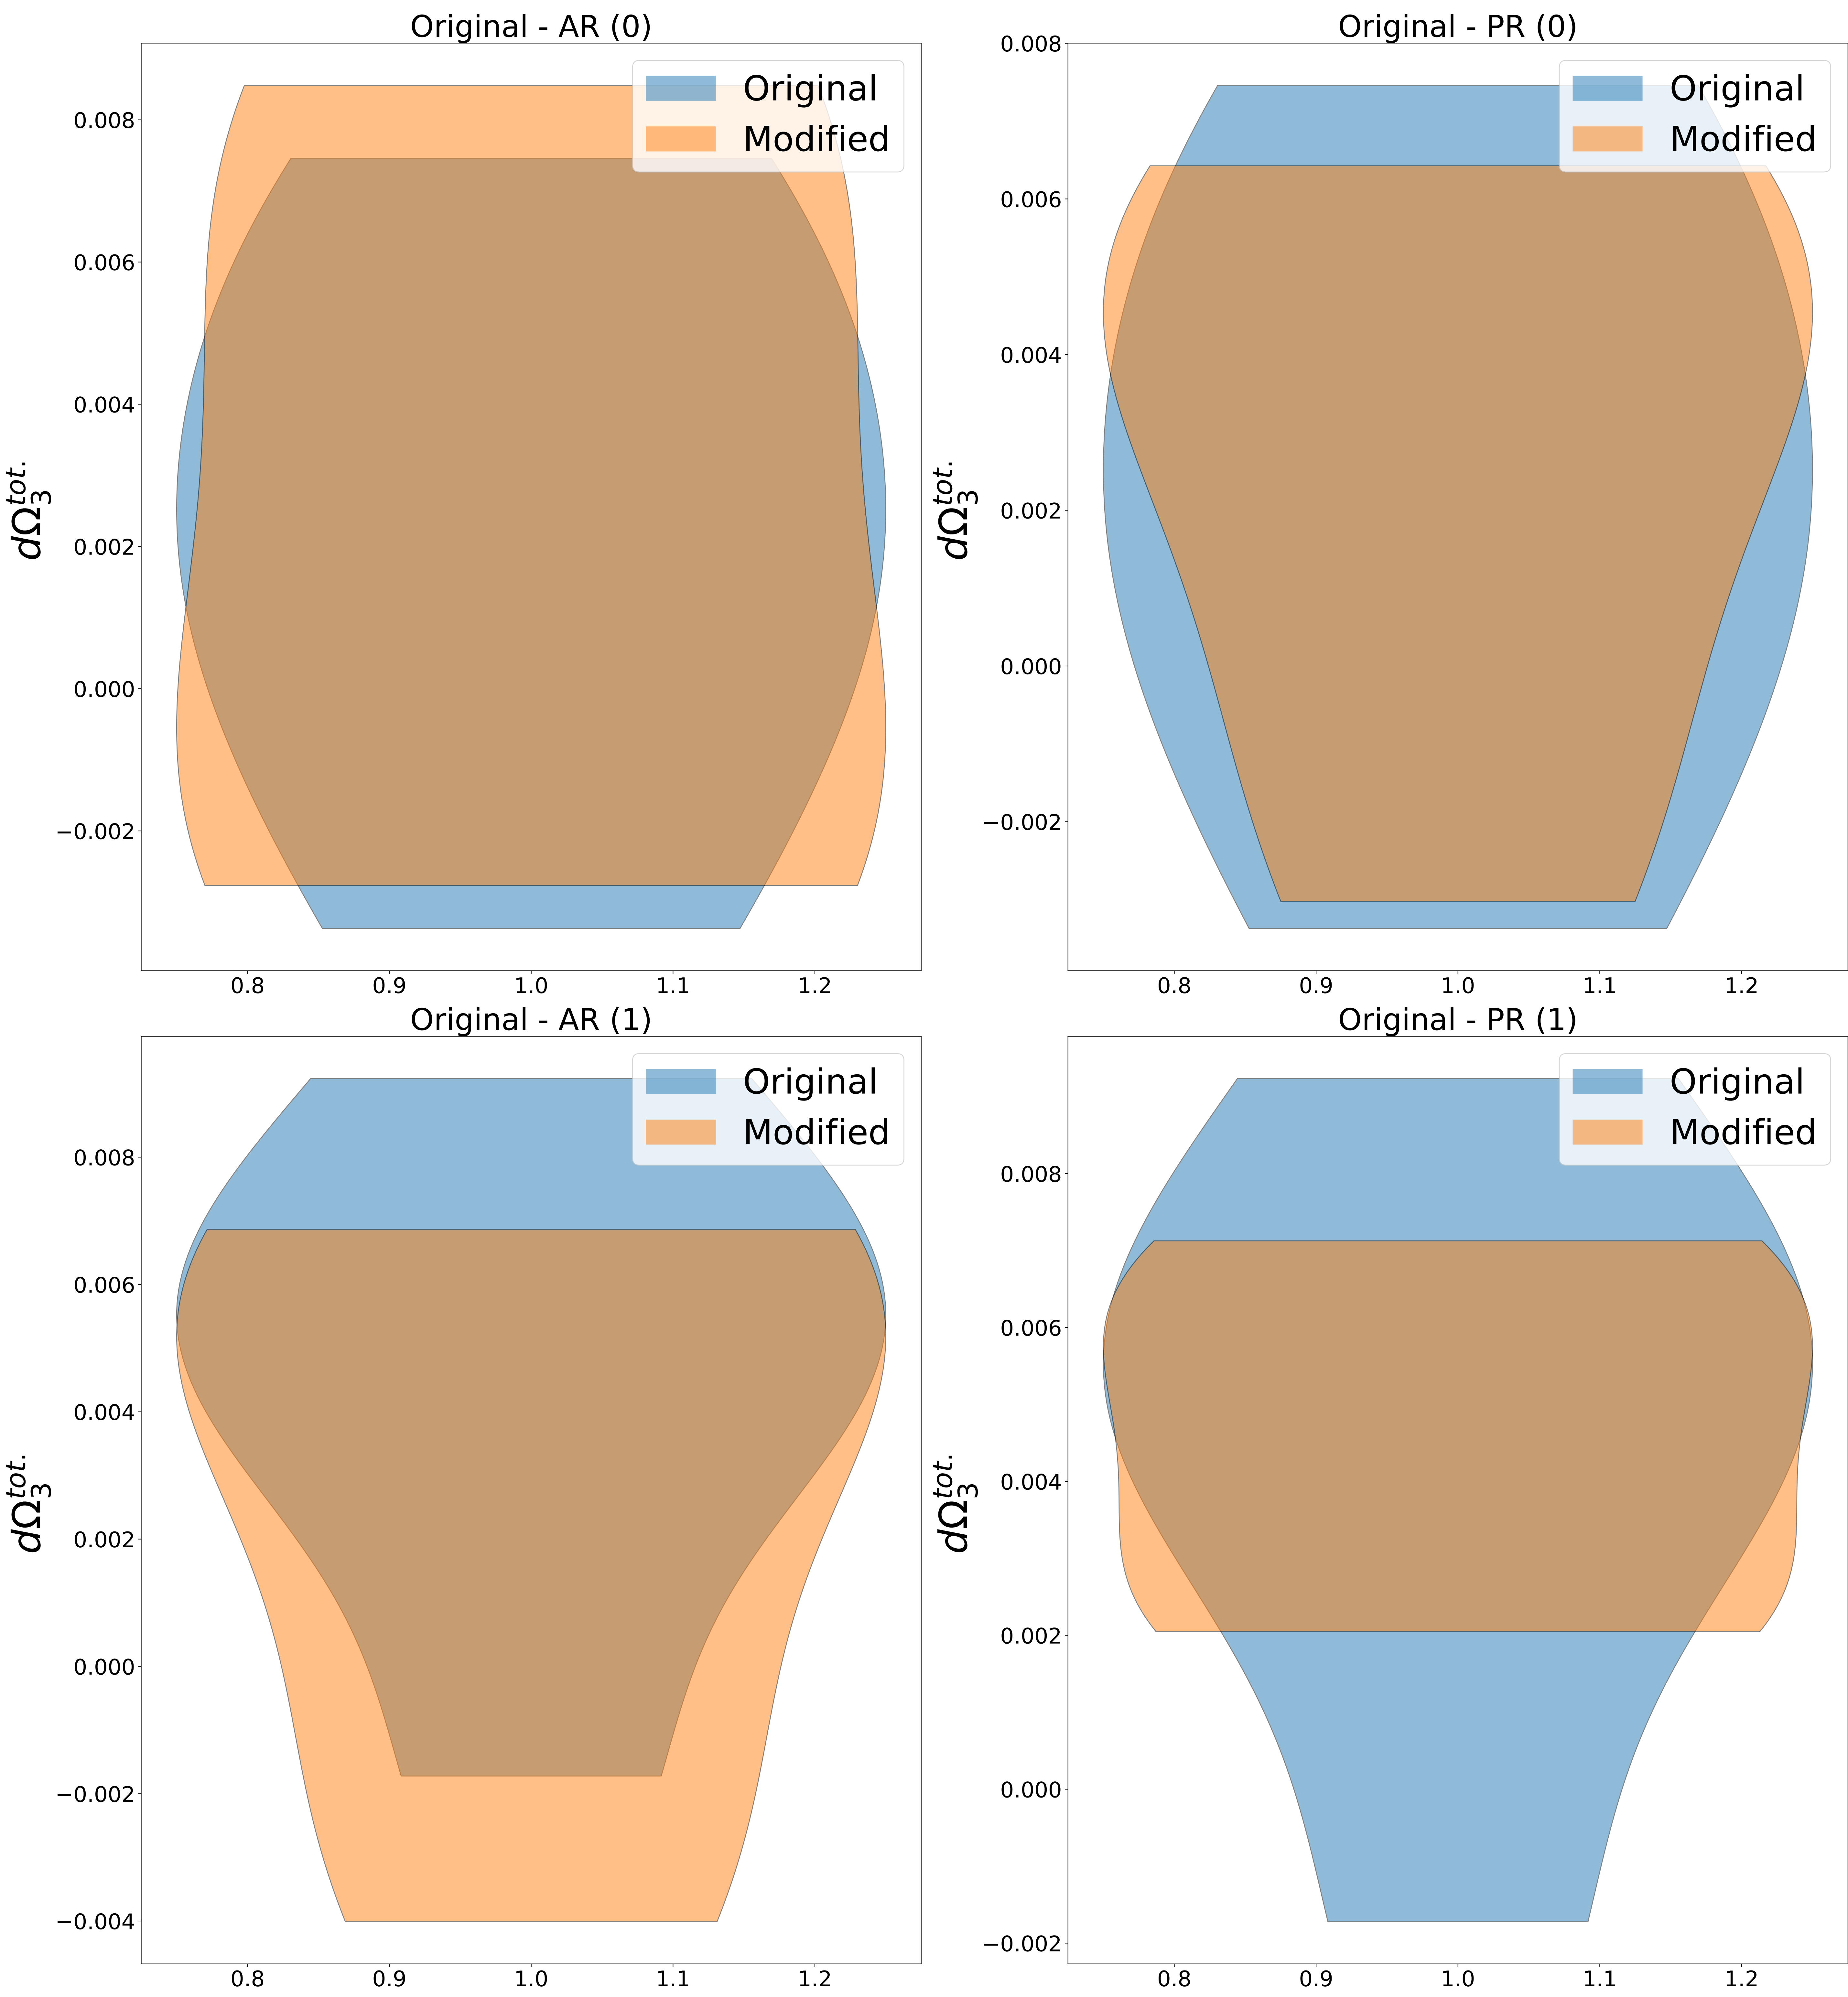 Original - AR (0)
Original
Modified
0.008
0.006
0.004
0.002
0.000
−0.002
dΩ₃ᵗᵒᵗ·
0.8 0.9 1.0 1.1 1.2
Original - PR (0)
Original
Modified
0.008
0.006
0.004
0.002
0.000
−0.002
dΩ₃ᵗᵒᵗ·
0.8 0.9 1.0 1.1 1.2
Original - AR (1)
Original
Modified
0.008
0.006
0.004
0.002
0.000
−0.002
−0.004
dΩ₃ᵗᵒᵗ·
0.8 0.9 1.0 1.1 1.2
Original - PR (1)
Original
Modified
0.008
0.006
0.004
0.002
0.000
−0.002
dΩ₃ᵗᵒᵗ·
0.8 0.9 1.0 1.1 1.2